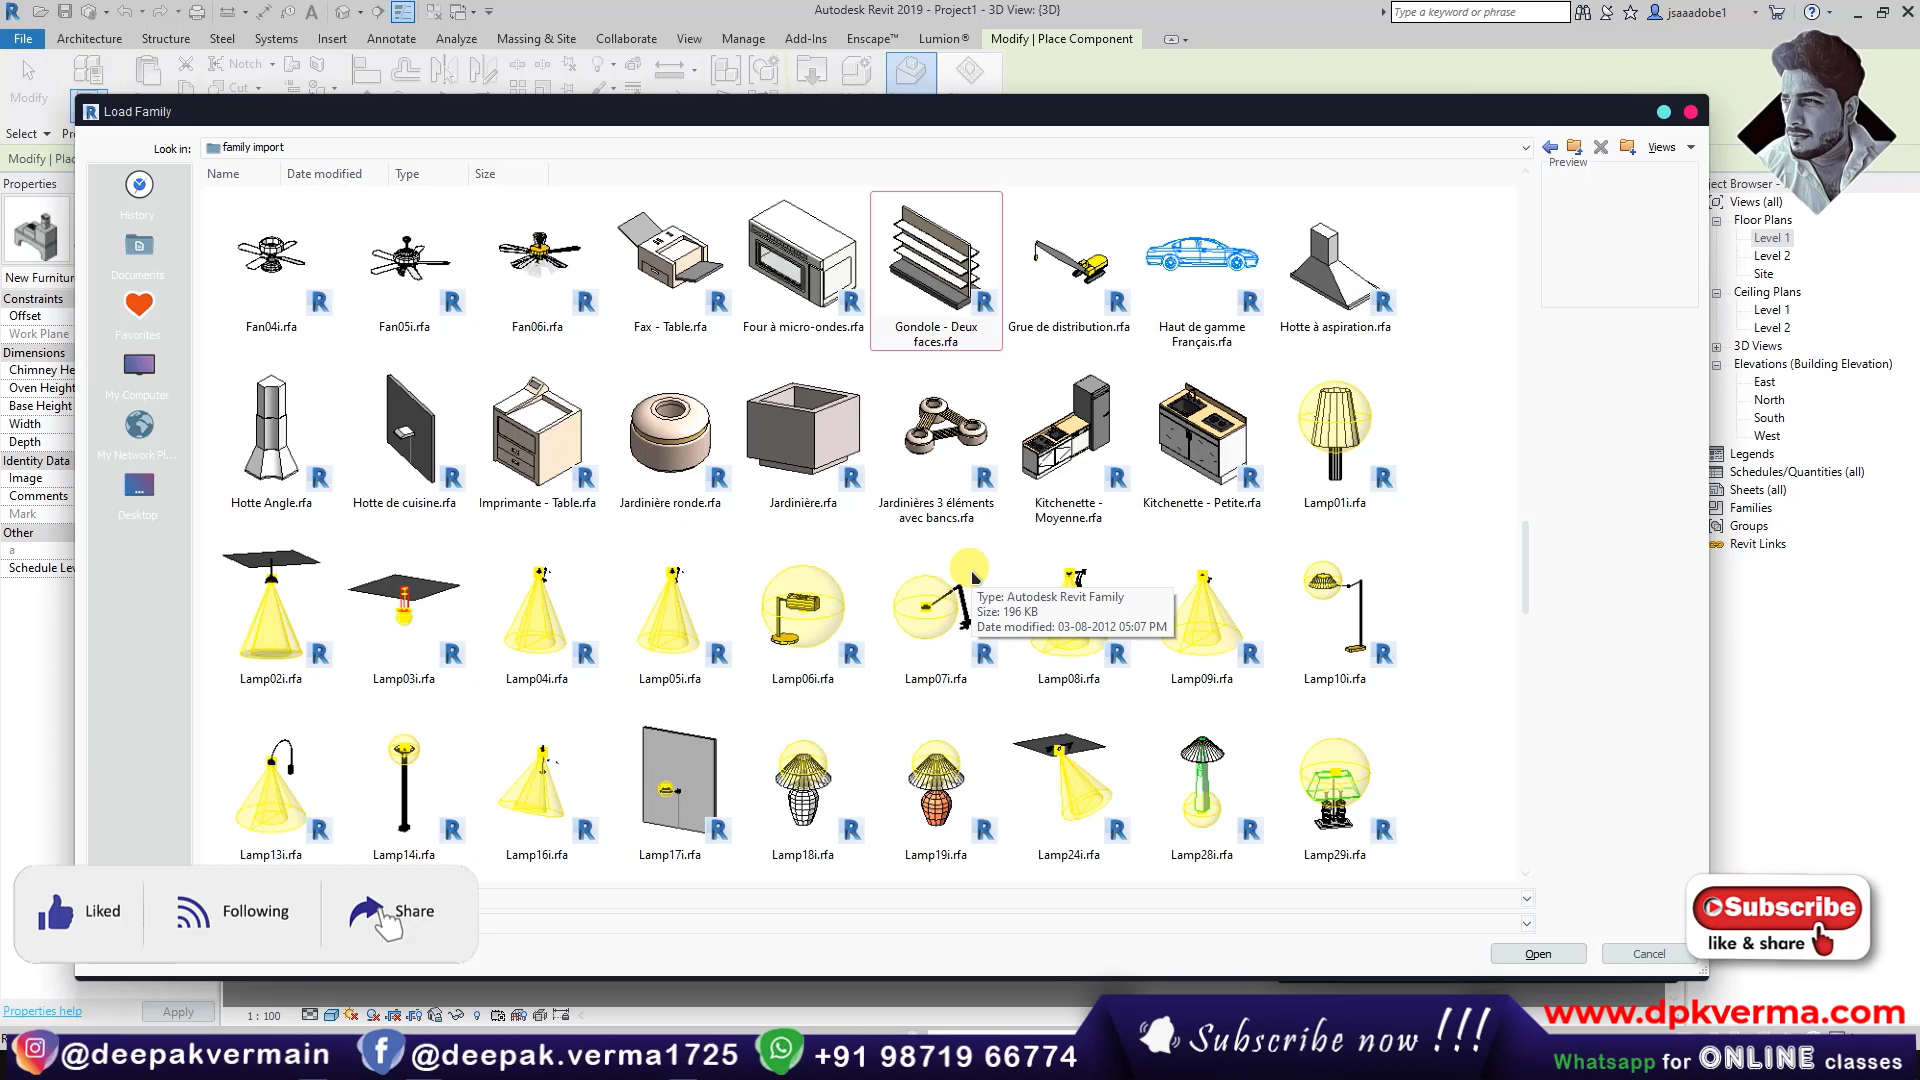 Autodesk Revit 2019 - Project1 - 3D View: {3D}
Type a keyword or phrase
jsaaadobe1
File
Architecture
Structure
Steel
Systems
Insert
Annotate
Analyze
Massing & Site
Collaborate
View
Manage
Add-Ins
Enscape™
Lumion®
Modify | Place Component
Modify
Notch
Cut
Select
Load Family
Look in:
family import
Views
Preview
Name
Date modified
Type
Size
History
Documents
Favorites
My Computer
My Network Pl...
Desktop
Modify | Plac
Properties
New Furnitur
Constraints
Offset
Work Plane
Dimensions
Chimney He
Oven Height
Base Height
Width
Depth
Identity Data
Image
Comments
Mark
Other
a
Schedule Lev
Fan04i.rfa
Fan05i.rfa
Fan06i.rfa
Fax - Table.rfa
Four à micro-ondes.rfa
Gondole - Deux
faces.rfa
Grue de distribution.rfa
Haut de gamme
Français.rfa
Hotte à aspiration.rfa
Hotte Angle.rfa
Hotte de cuisine.rfa
Imprimante - Table.rfa
Jardinière ronde.rfa
Jardinière.rfa
Jardinières 3 éléments
avec bancs.rfa
Kitchenette -
Moyenne.rfa
Kitchenette - Petite.rfa
Lamp01i.rfa
Type: Autodesk Revit Family
Size: 196 KB
Date modified: 03-08-2012 05:07 PM
Lamp02i.rfa
Lamp03i.rfa
Lamp04i.rfa
Lamp05i.rfa
Lamp06i.rfa
Lamp07i.rfa
Lamp08i.rfa
Lamp09i.rfa
Lamp10i.rfa
Lamp13i.rfa
Lamp14i.rfa
Lamp16i.rfa
Lamp17i.rfa
Lamp18i.rfa
Lamp19i.rfa
Lamp24i.rfa
Lamp28i.rfa
Lamp29i.rfa
ject Browser -
Views (all)
Floor Plans
Level 1
Level 2
Site
Ceiling Plans
Level 1
Level 2
3D Views
Elevations (Building Elevation)
East
North
South
West
Legends
Schedules/Quantities (all)
Sheets (all)
Families
Groups
Revit Links
Liked
Following
Share
Open
Cancel
Subscribe
like & share
Properties help
Apply
1 : 100
@deepakvermain
@deepak.verma1725
+91 98719 66774
Subscribe now !!!
www.dpkverma.com
Whatsapp for ONLINE classes